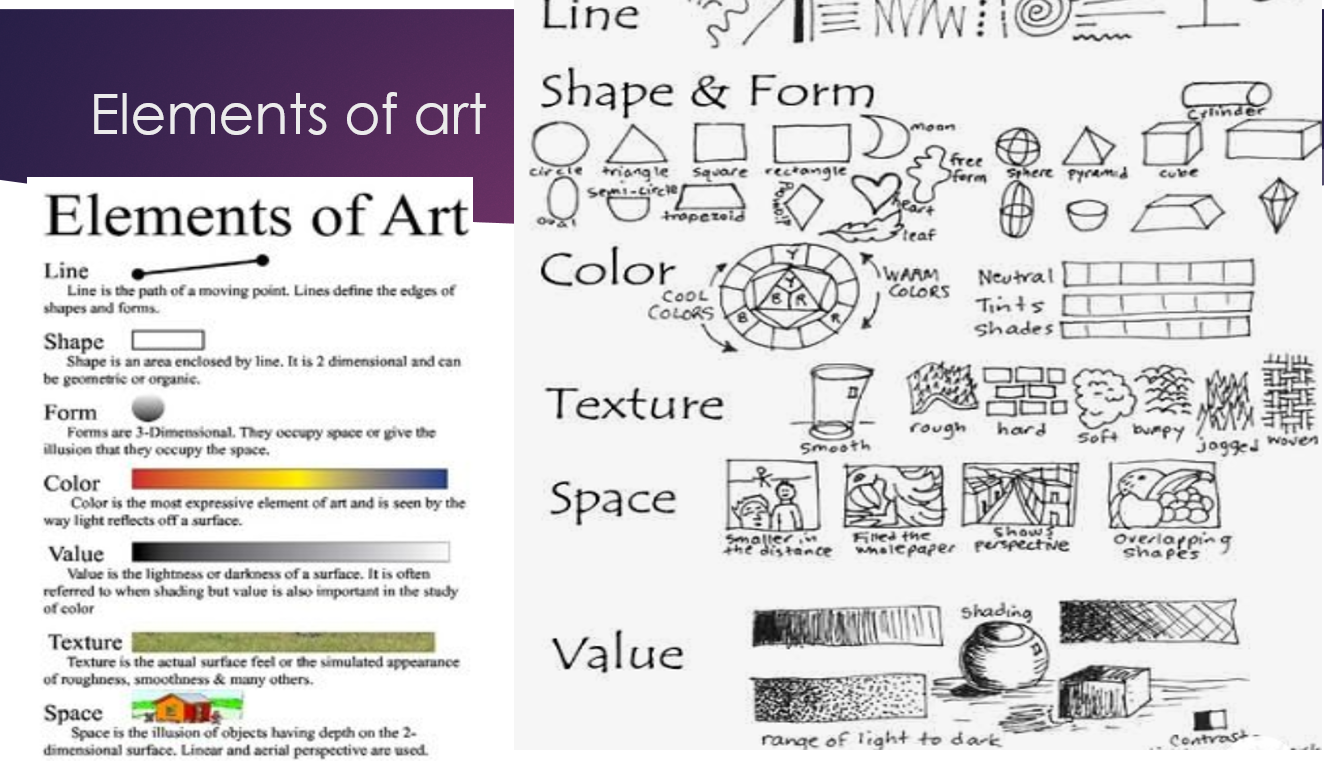 Elements of art
Elements of Art
Line
Line is the path of a moving point. Lines define the edges of
shapes and forms.
Shape
Shape is an area enclosed by line. It is 2 dimensional and can
be geometric or organic.
Form
Forms are 3-Dimensional. They occupy space or give the
illusion that they occupy the space.
Color
Color is the most expressive element of art and is seen by the
way light reflects off a surface.
Value
Value is the lightness or darkness of a surface. It is often
referred to when shading but value is also important in the study
of color
Texture
Texture is the actual surface feel or the simulated appearance
of roughness, smoothness & many others.
Space
Space is the illusion of objects having depth on the 2-
dimensional surface. Linear and aerial perspective are used.
Line
Shape & Form
Cylinder
circle triangle square rectangle moon
free
form
sphere pyramid cube
oval semi-circle trapezoid
heart
leaf
Color
Y
Y
B R
B R
COOL
COLORS
WARM
COLORS
Neutral
Tints
Shades
Texture
smooth rough hard soft bumpy jagged woven
Space
Smaller in
the distance
Filled the
whole paper
Shows
perspective
Overlapping
shapes
Value
shading
range of light to dark
Contrast